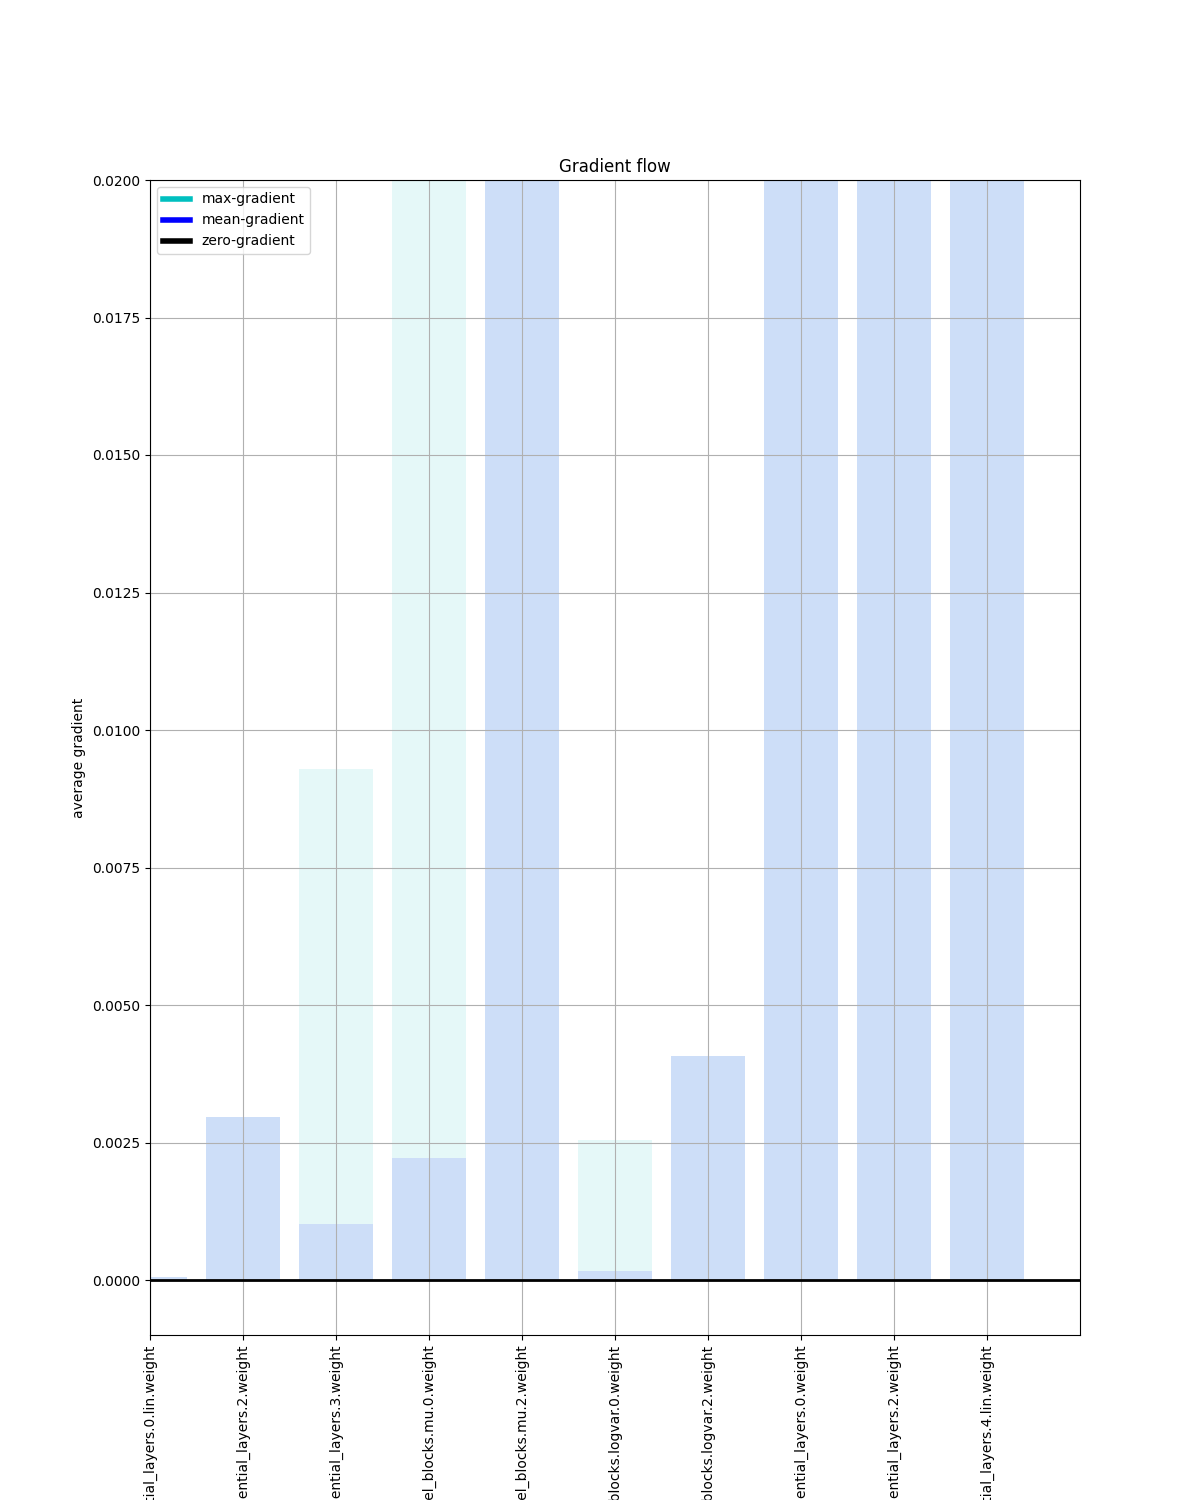 Gradient flow
max-gradient
mean-gradient
zero-gradient
0.0200
0.0175
0.0150
0.0125
0.0100
0.0075
0.0050
0.0025
0.0000
average gradient
tial_layers.0.lin.weight
ential_layers.2.weight
ential_layers.3.weight
el_blocks.mu.0.weight
el_blocks.mu.2.weight
blocks.logvar.0.weight
blocks.logvar.2.weight
ential_layers.0.weight
ential_layers.2.weight
tial_layers.4.lin.weight